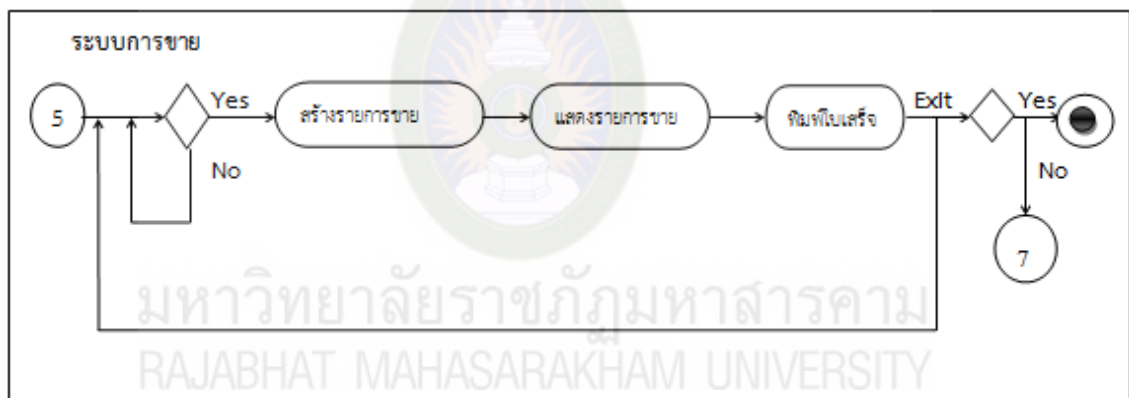 ระบบการขาย
5
Yes
สร้างรายการขาย
แสดงรายการขาย
พิมพ์ใบเสร็จ
Exit
Yes
No
No
7
มหาวิทยาลัยราชภัฏมหาสารคาม
RAJABHAT MAHASARAKHAM UNIVERSITY